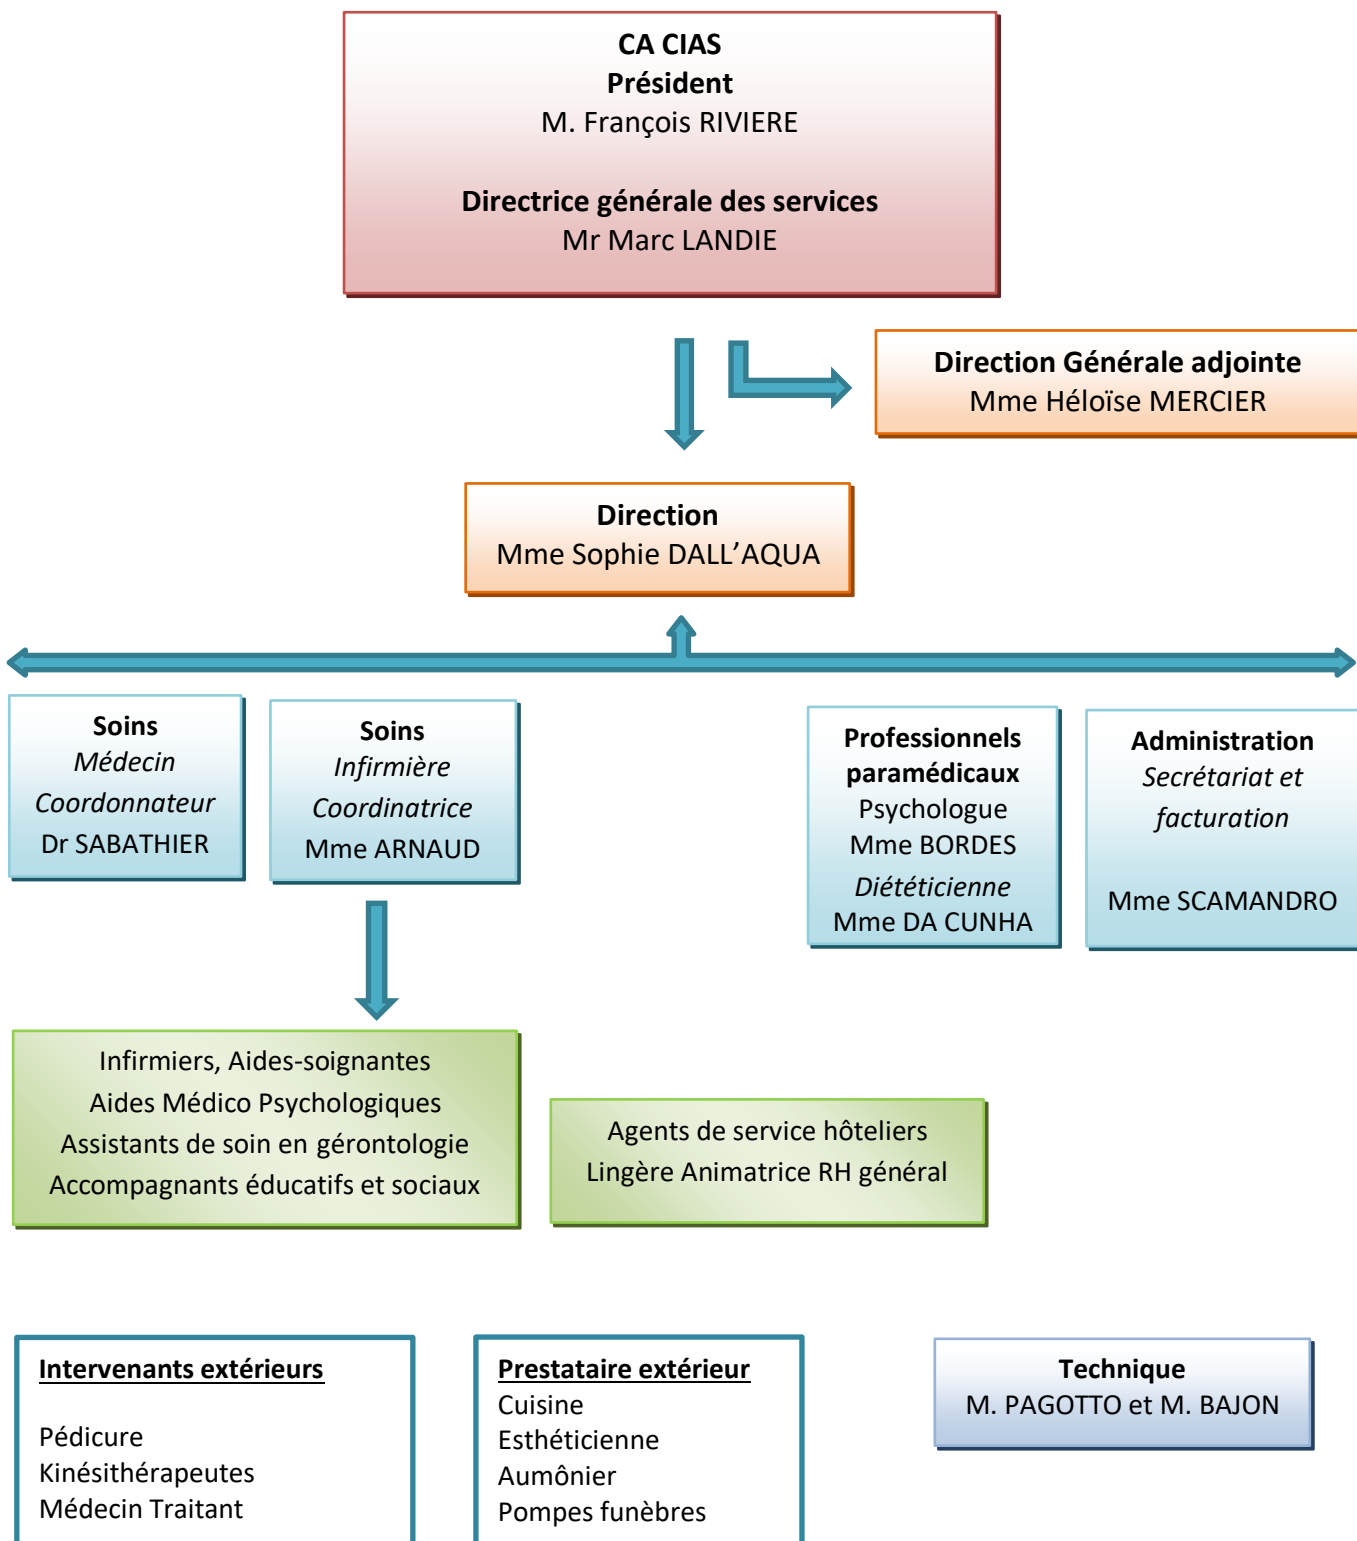 CA CIAS
Président
M. François RIVIERE
Directrice générale des services
Mr Marc LANDIE
Direction Générale adjointe
Mme Héloïse MERCIER
Direction
Mme Sophie DALL’AQUA
Soins
Médecin
Coordonnateur
Dr SABATHIER
Soins
Infirmière
Coordinatrice
Mme ARNAUD
Professionnels
paramédicaux
Psychologue
Mme BORDES
Diététicienne
Mme DA CUNHA
Administration
Secrétariat et
facturation
Mme SCAMANDRO
Infirmiers, Aides-soignantes
Aides Médico Psychologiques
Assistants de soin en gérontologie
Accompagnants éducatifs et sociaux
Agents de service hôteliers
Lingère Animatrice RH général
Intervenants extérieurs
Pédicure
Kinésithérapeutes
Médecin Traitant
Prestataire extérieur
Cuisine
Esthéticienne
Aumônier
Pompes funèbres
Technique
M. PAGOTTO et M. BAJON